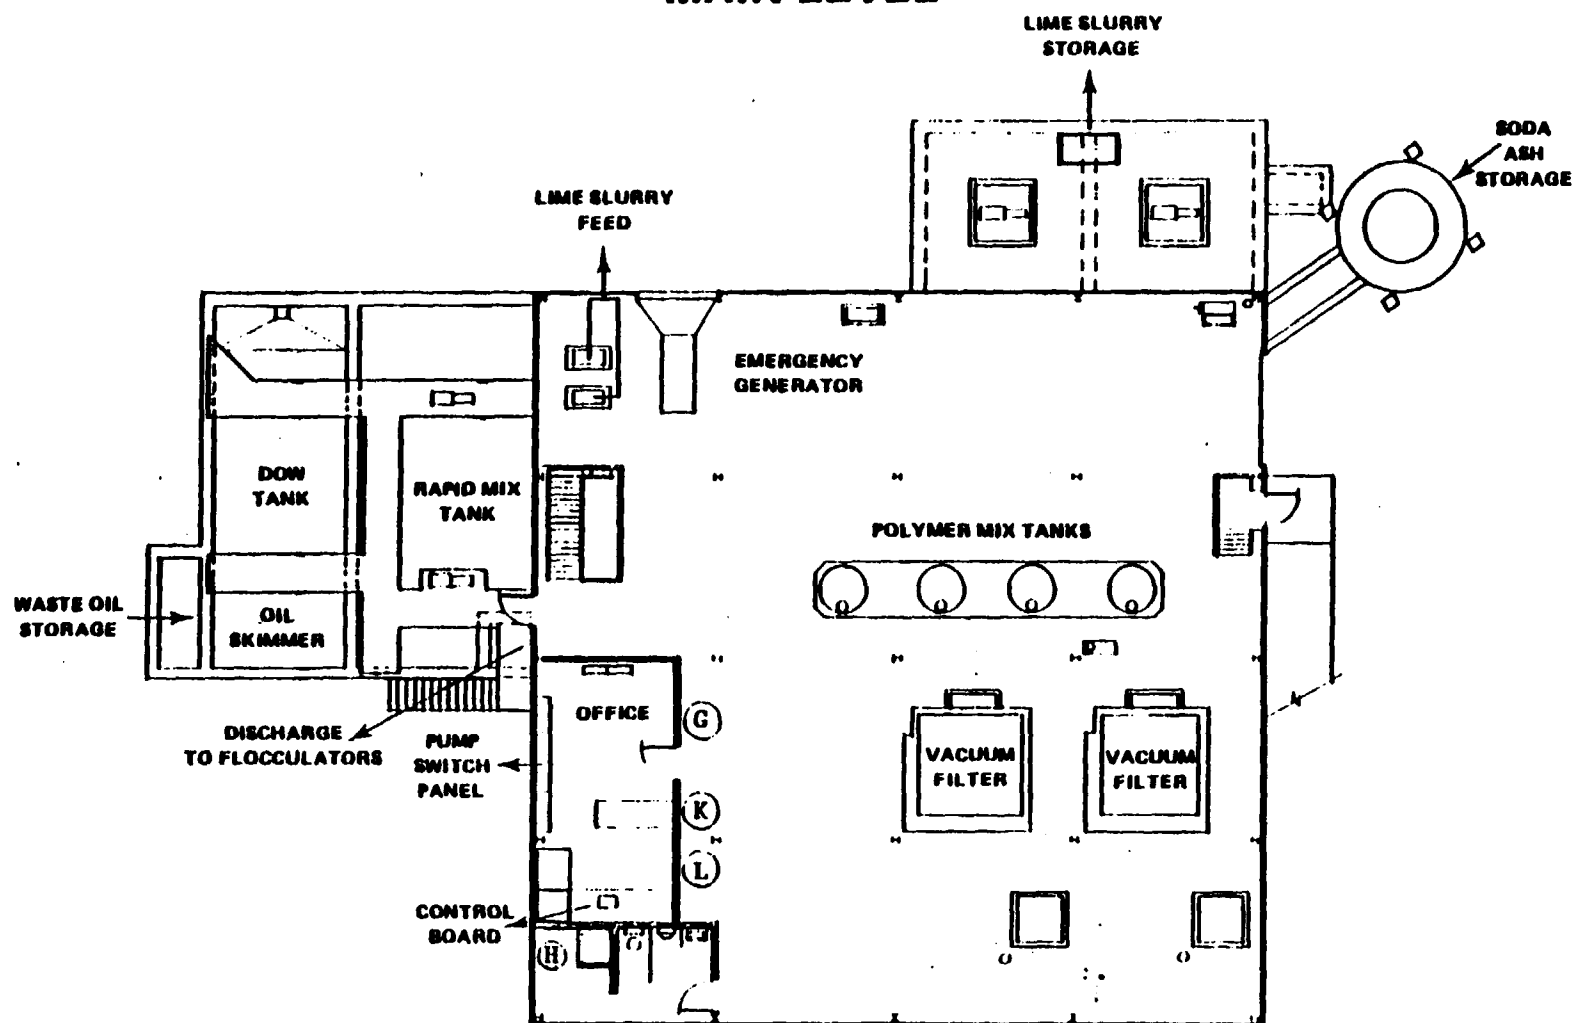 LIME SLURRY
STORAGE
SODA
ASH
STORAGE
LIME SLURRY
FEED
EMERGENCY
GENERATOR
DOW
TANK
RAPID MIX
TANK
POLYMER MIX TANKS
WASTE OIL
STORAGE
OIL
SKIMMER
OFFICE
G
DISCHARGE
TO FLOCCULATORS
PUMP
SWITCH
PANEL
VACUUM
FILTER
VACUUM
FILTER
K
L
CONTROL
BOARD
H